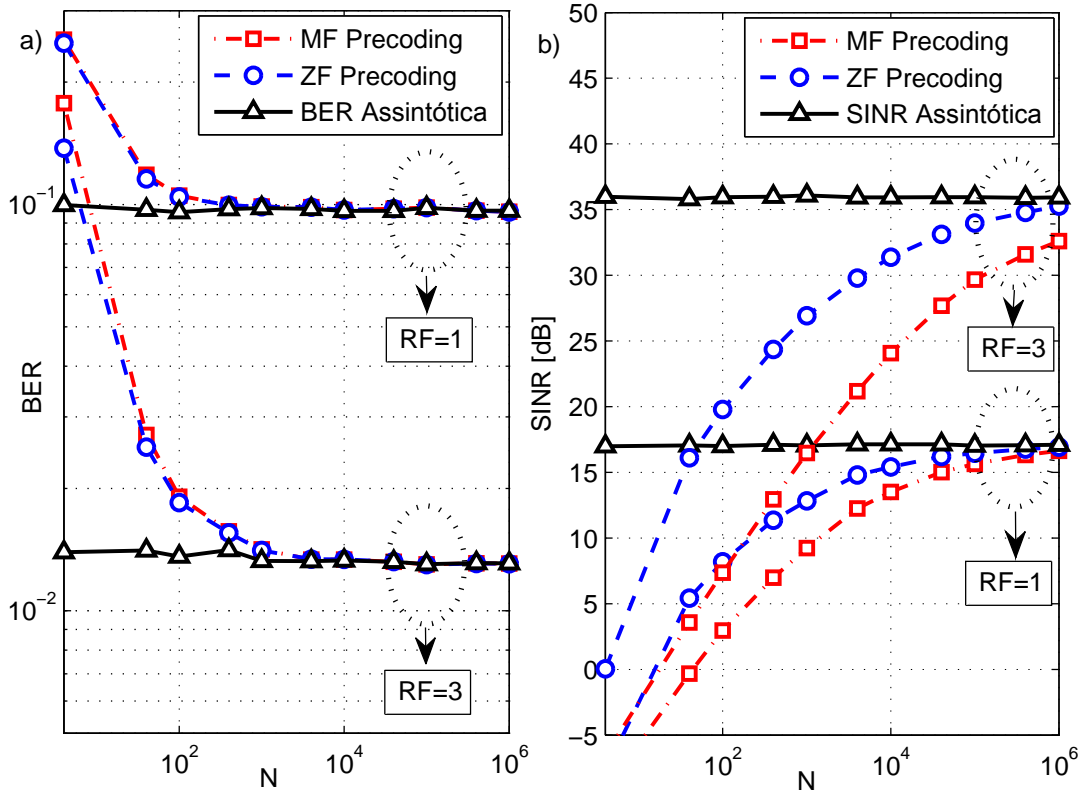 a)
MF Precoding
ZF Precoding
BER Assintótica
10^-1
10^-2
BER
RF=1
RF=3
10^2
10^4
10^6
N
b)
MF Precoding
ZF Precoding
SINR Assintótica
50
45
40
35
30
25
20
15
10
5
0
−5
SINR [dB]
RF=3
RF=1
10^2
10^4
10^6
N